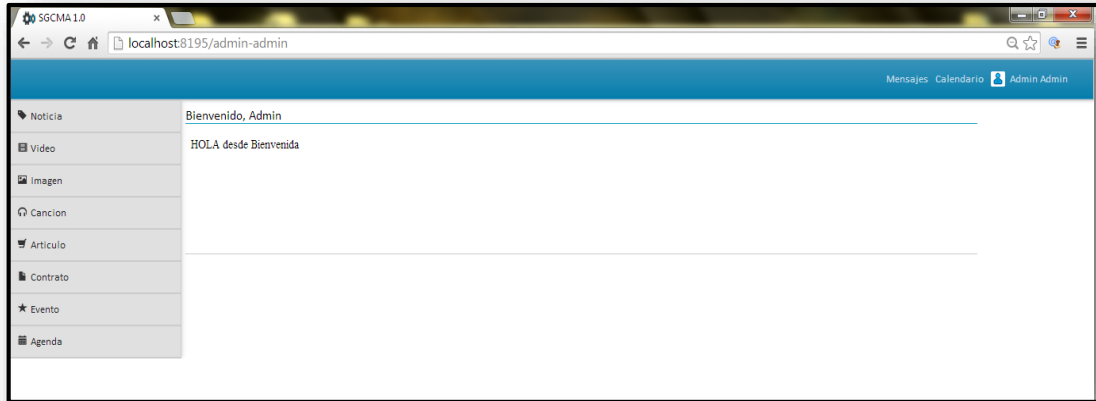 SGCMA 1.0
localhost:8195/admin-admin
Mensajes Calendario Admin Admin
Noticia
Bienvenido, Admin
Video
HOLA desde Bienvenida
Imagen
Cancion
Articulo
Contrato
Evento
Agenda